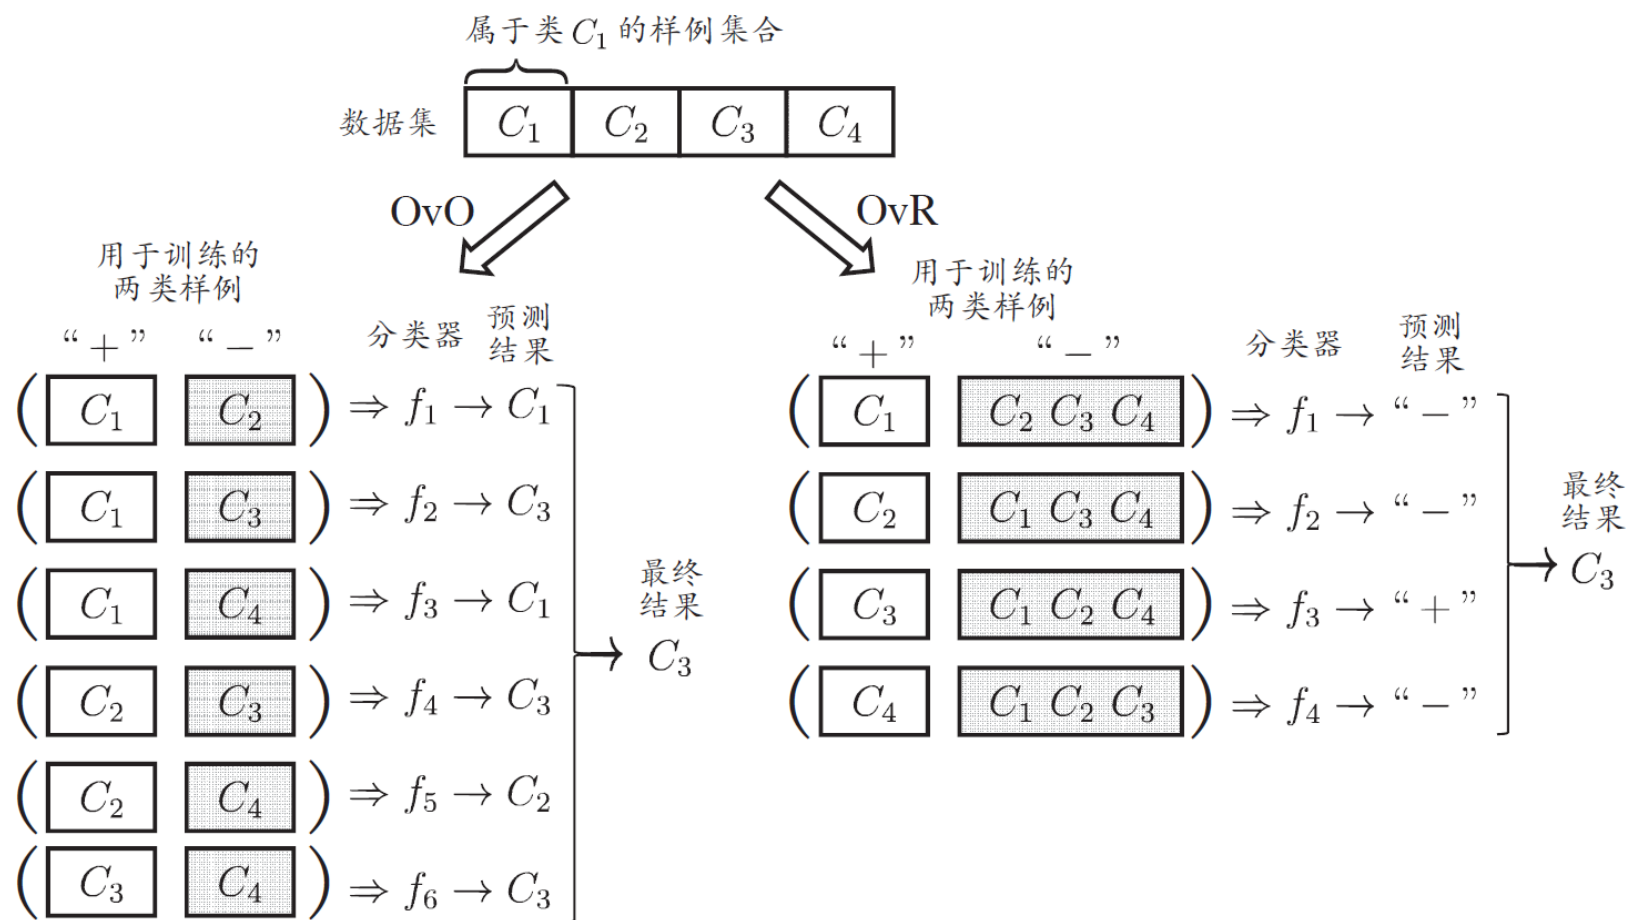 属于类 C₁ 的样例集合
数据集 C₁ C₂ C₃ C₄
OvO
用于训练的
两类样例
“+” “−” 分类器 预测
结果
( C₁ C₂ ) ⇒ f₁ → C₁
( C₁ C₃ ) ⇒ f₂ → C₃
( C₁ C₄ ) ⇒ f₃ → C₁
( C₂ C₃ ) ⇒ f₄ → C₃
( C₂ C₄ ) ⇒ f₅ → C₂
( C₃ C₄ ) ⇒ f₆ → C₃
最终
结果
C₃
OvR
用于训练的
两类样例
“+” “−” 分类器 预测
结果
( C₁ C₂ C₃ C₄ ) ⇒ f₁ → “−”
( C₂ C₁ C₃ C₄ ) ⇒ f₂ → “−”
( C₃ C₁ C₂ C₄ ) ⇒ f₃ → “+”
( C₄ C₁ C₂ C₃ ) ⇒ f₄ → “−”
最终
结果
C₃